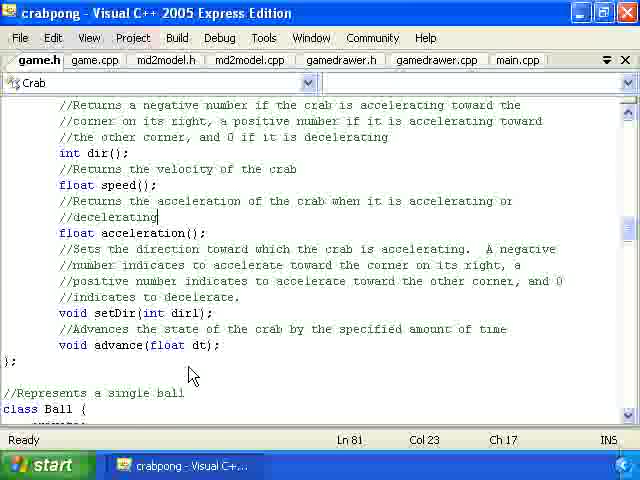 crabpong - Visual C++ 2005 Express Edition
File Edit View Project Build Debug Tools Window Community Help
game.h game.cpp md2model.h md2model.cpp gamedrawer.h gamedrawer.cpp main.cpp
Crab
//Returns a negative number if the crab is accelerating toward the
//corner on its right, a positive number if it is accelerating toward
//the other corner, and 0 if it is decelerating
int dir();
//Returns the velocity of the crab
float speed();
//Returns the acceleration of the crab when it is accelerating or
//decelerating
float acceleration();
//Sets the direction toward which the crab is accelerating.  A negative
//number indicates to accelerate toward the corner on its right, a
//positive number indicates to accelerate toward the other corner, and 0
//indicates to decelerate.
void setDir(int dir1);
//Advances the state of the crab by the specified amount of time
void advance(float dt);
};
//Represents a single ball
class Ball {
Ready Ln 81 Col 23 Ch 17 INS
start crabpong - Visual C+...